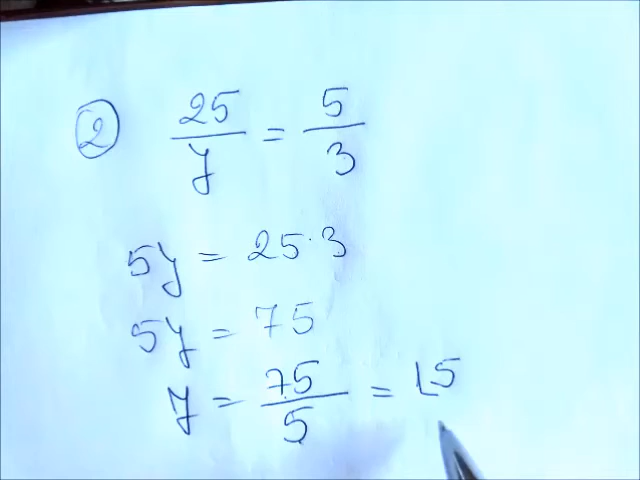 2 25/y = 5/3
5y = 25·3
5y = 75
y = 75/5 = 15